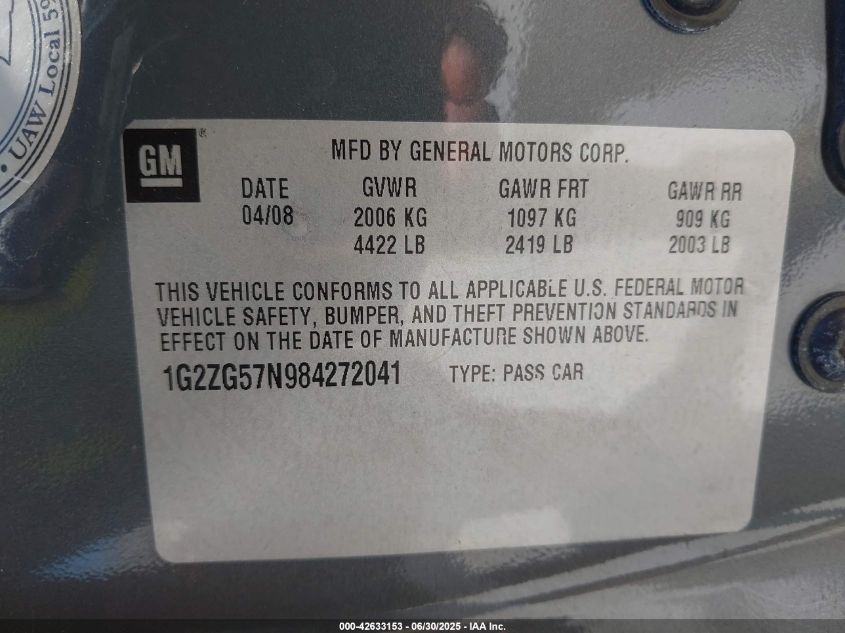 UAW Local 59
GM ®
MFD BY GENERAL MOTORS CORP.
DATE GVWR GAWR FRT GAWR RR
04/08 2006 KG 1097 KG 909 KG
4422 LB 2419 LB 2003 LB
THIS VEHICLE CONFORMS TO ALL APPLICABLE U.S. FEDERAL MOTOR
VEHICLE SAFETY, BUMPER, AND THEFT PREVENTION STANDARDS IN
EFFECT ON THE DATE OF MANUFACTURE SHOWN ABOVE.
1G2ZG57N984272041 TYPE: PASS CAR
000-42633153 - 06/30/2025 - IAA Inc.